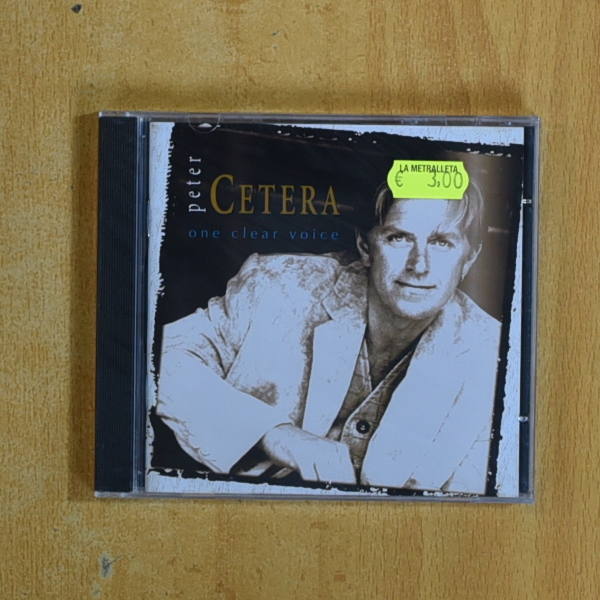 peter
CETERA
one clear voice
LA METRALLETA
€ 3,00